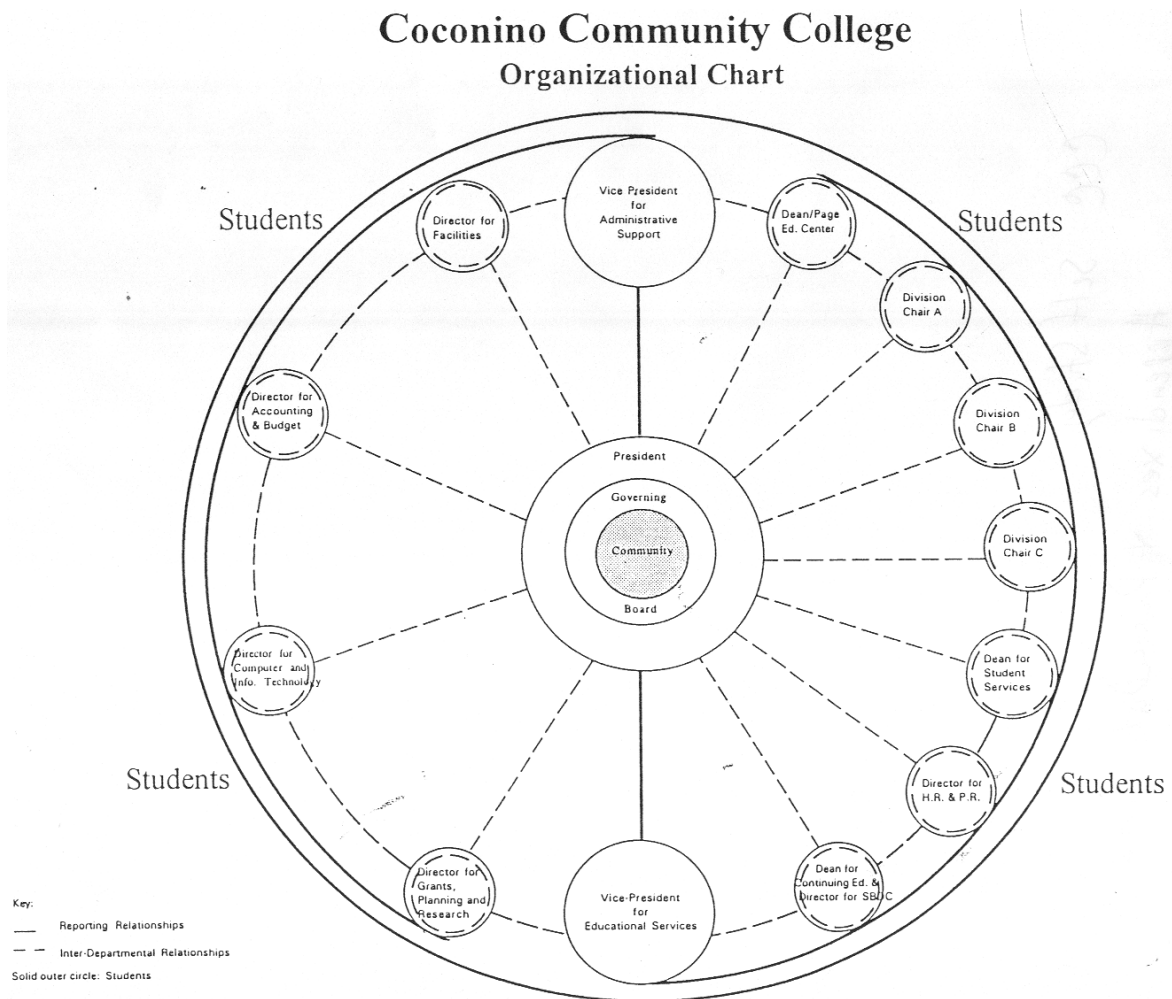 Coconino Community College
Organizational Chart
Students
Students
Director for
Facilities
Vice President
for
Administrative
Support
Dean/Page
Ed. Center
Division
Chair A
Director for
Accounting
& Budget
Division
Chair B
President
Governing
Community
Board
Division
Chair C
Director for
Computer and
Info. Technology
Dean for
Student
Services
Students
Students
Director for
H.R. & P.R.
Director for
Grants,
Planning and
Research
Vice-President
for
Educational Services
Dean for
Continuing Ed. &
Director for SBDC
Key:
Reporting Relationships
Inter-Departmental Relationships
Solid outer circle: Students